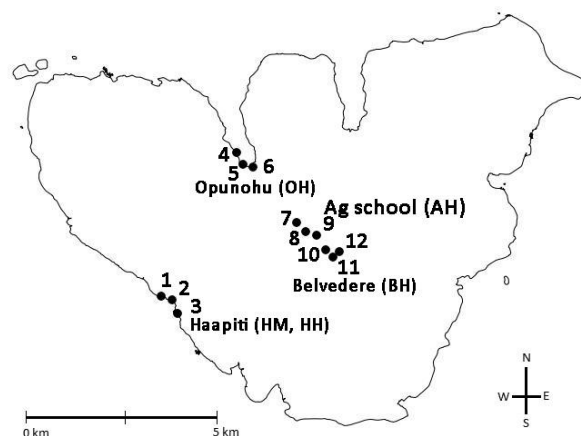 4
5
6
Opunohu (OH)
7
Ag school (AH)
8
9
10
12
11
Belvedere (BH)
1
2
3
Haapiti (HM, HH)
N
W
E
S
0 km
5 km